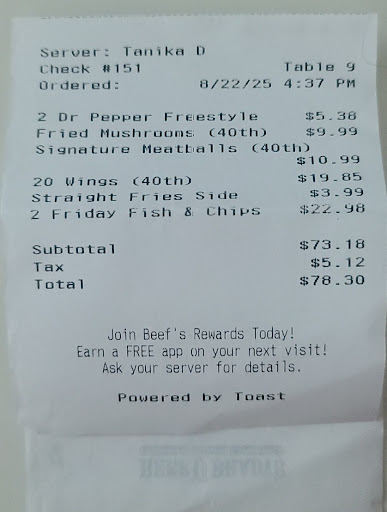 Server: Tanika D
Check #151 Table 9
Ordered: 8/22/25 4:37 PM
2 Dr Pepper Freestyle $5.38
Fried Mushrooms (40th) $9.99
Signature Meatballs (40th)
$10.99
20 Wings (40th) $19.85
Straight Fries Side $3.99
2 Friday Fish & Chips $22.98
Subtotal $73.18
Tax $5.12
Total $78.30
Join Beef's Rewards Today!
Earn a FREE app on your next visit!
Ask your server for details.
Powered by Toast